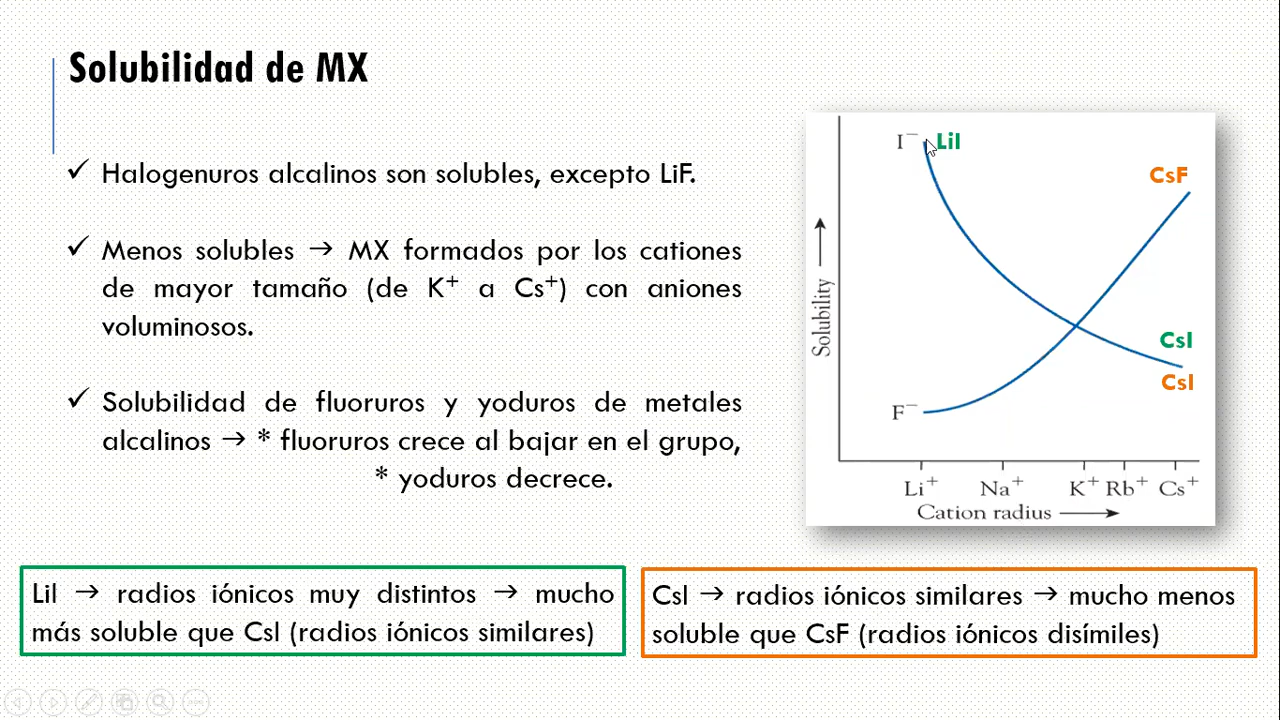 Solubilidad de MX
✓ Halogenuros alcalinos son solubles, excepto LiF.
✓ Menos solubles → MX formados por los cationes
de mayor tamaño (de K⁺ a Cs⁺) con aniones
voluminosos.
✓ Solubilidad de fluoruros y yoduros de metales
alcalinos → * fluoruros crece al bajar en el grupo,
* yoduros decrece.
I⁻ LiI
CsF
Solubility
CsI
CsI
F⁻
Li⁺ Na⁺ K⁺ Rb⁺ Cs⁺
Cation radius
LiI → radios iónicos muy distintos → mucho
más soluble que CsI (radios iónicos similares)
CsI → radios iónicos similares → mucho menos
soluble que CsF (radios iónicos disímiles)